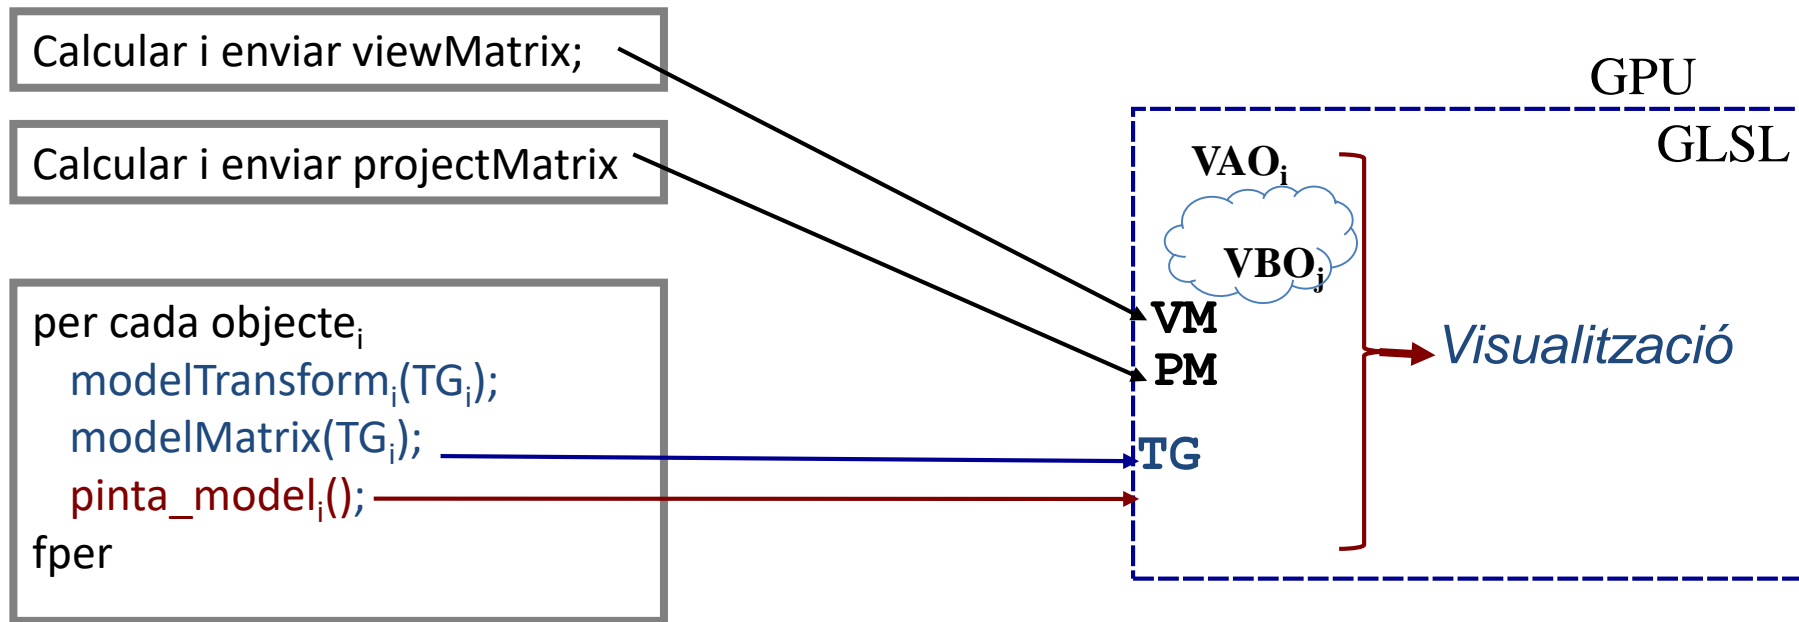 Calcular i enviar viewMatrix;
Calcular i enviar projectMatrix
per cada objecteᵢ
modelTransformᵢ(TGᵢ);
modelMatrix(TGᵢ);
pinta_modelᵢ();
fper
GPU
GLSL
VAOᵢ
VBOⱼ
VM
PM
TG
Visualització